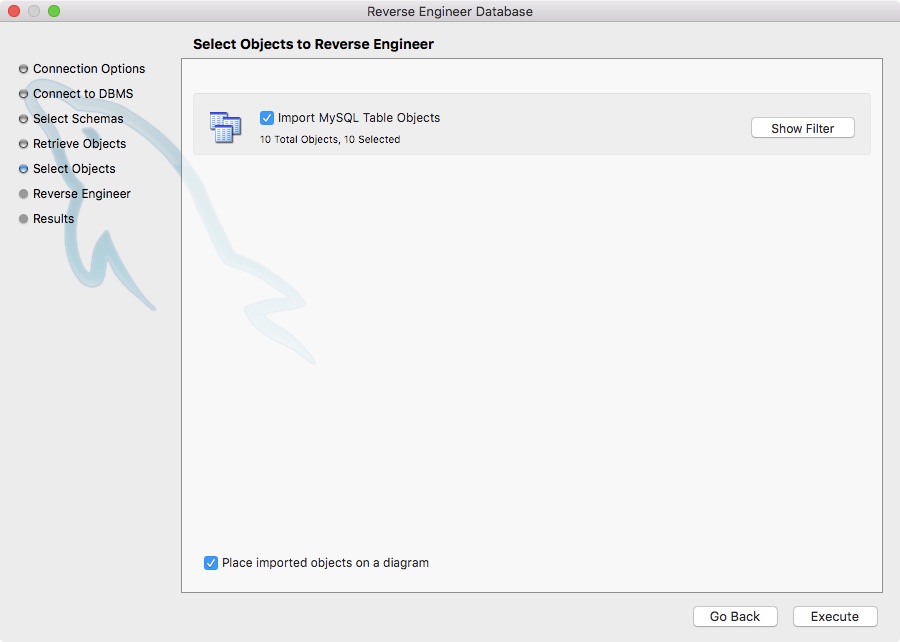 Reverse Engineer Database
Select Objects to Reverse Engineer
Connection Options
Connect to DBMS
Select Schemas
Retrieve Objects
Select Objects
Reverse Engineer
Results
Import MySQL Table Objects
10 Total Objects, 10 Selected
Show Filter
Place imported objects on a diagram
Go Back
Execute